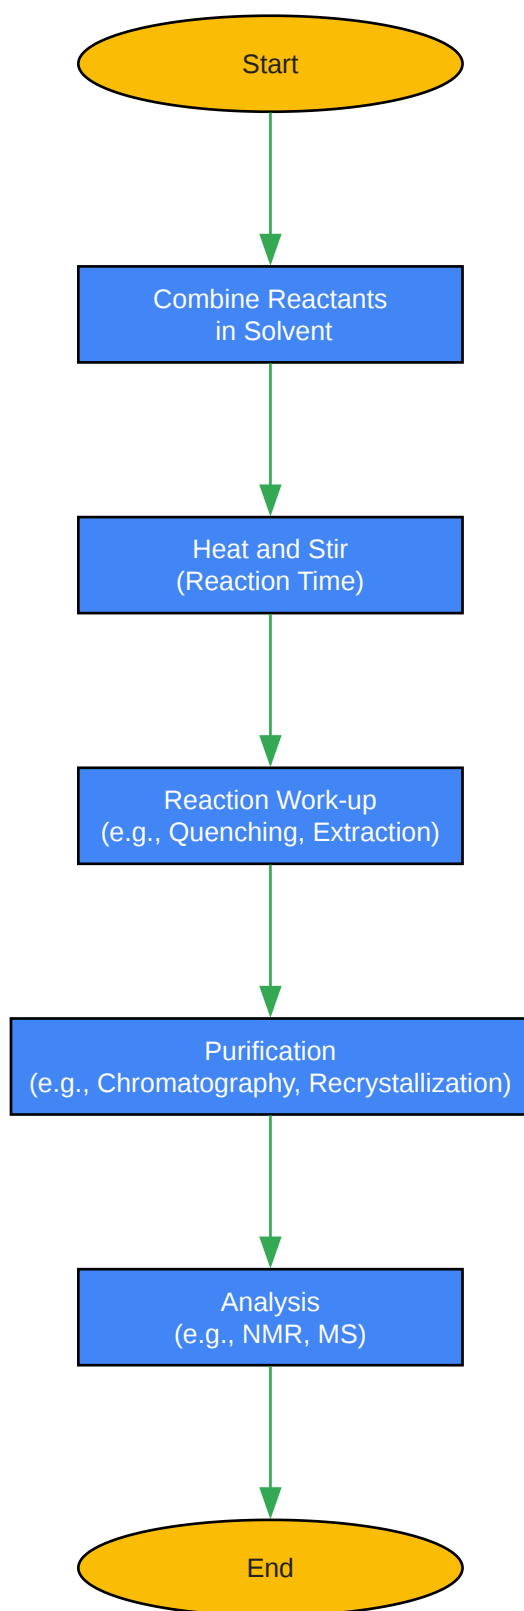 Start
Combine Reactants
in Solvent
Heat and Stir
(Reaction Time)
Reaction Work-up
(e.g., Quenching, Extraction)
Purification
(e.g., Chromatography, Recrystallization)
Analysis
(e.g., NMR, MS)
End